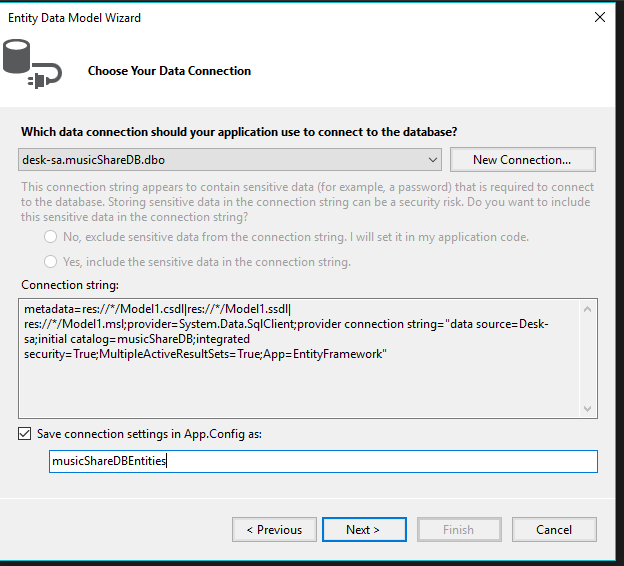 Entity Data Model Wizard
Choose Your Data Connection
Which data connection should your application use to connect to the database?
desk-sa.musicShareDB.dbo
New Connection...
This connection string appears to contain sensitive data (for example, a password) that is required to connect
to the database. Storing sensitive data in the connection string can be a security risk. Do you want to include
this sensitive data in the connection string?
No, exclude sensitive data from the connection string. I will set it in my application code.
Yes, include the sensitive data in the connection string.
Connection string:
metadata=res://*/Model1.csdl|res://*/Model1.ssdl|
res://*/Model1.msl;provider=System.Data.SqlClient;provider connection string="data source=Desk-
sa;initial catalog=musicShareDB;integrated
security=True;MultipleActiveResultSets=True;App=EntityFramework"
Save connection settings in App.Config as:
musicShareDBEntities
< Previous
Next >
Finish
Cancel